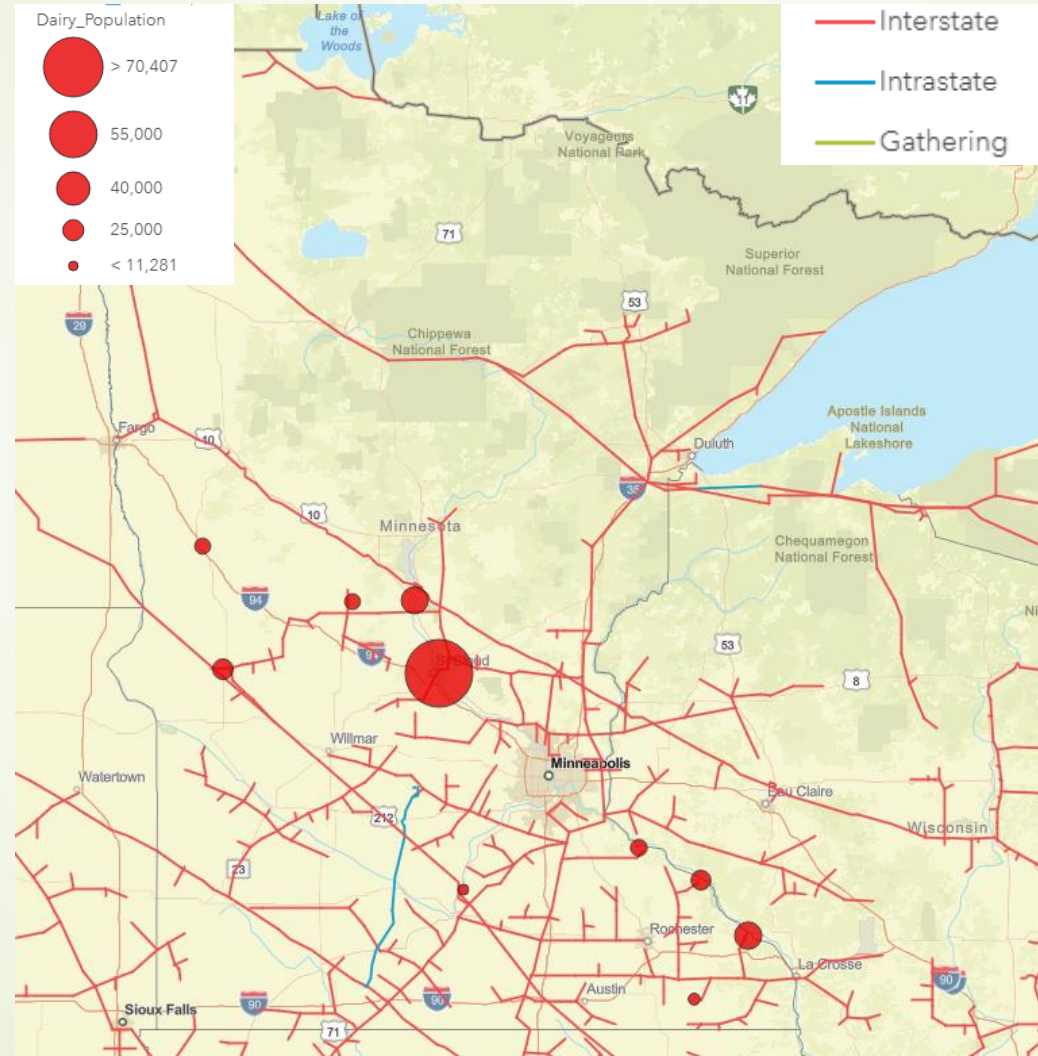 Dairy_Population
> 70,407
55,000
40,000
25,000
< 11,281
Interstate
Intrastate
Gathering
Lake of
the
Woods
11
Voyageurs
National Park
71
Superior
National Forest
29
53
Chippewa
National Forest
Apostle Islands
National
Lakeshore
Fargo
10
Duluth
35
10
Minnesota
Chequamegon
National Forest
94
Ni
53
94
St Cloud
8
Willmar
Minneapolis
Watertown
Eau Claire
212
Wisconsin
23
Rochester
La Crosse
90
Austin
90
90
Sioux Falls
71